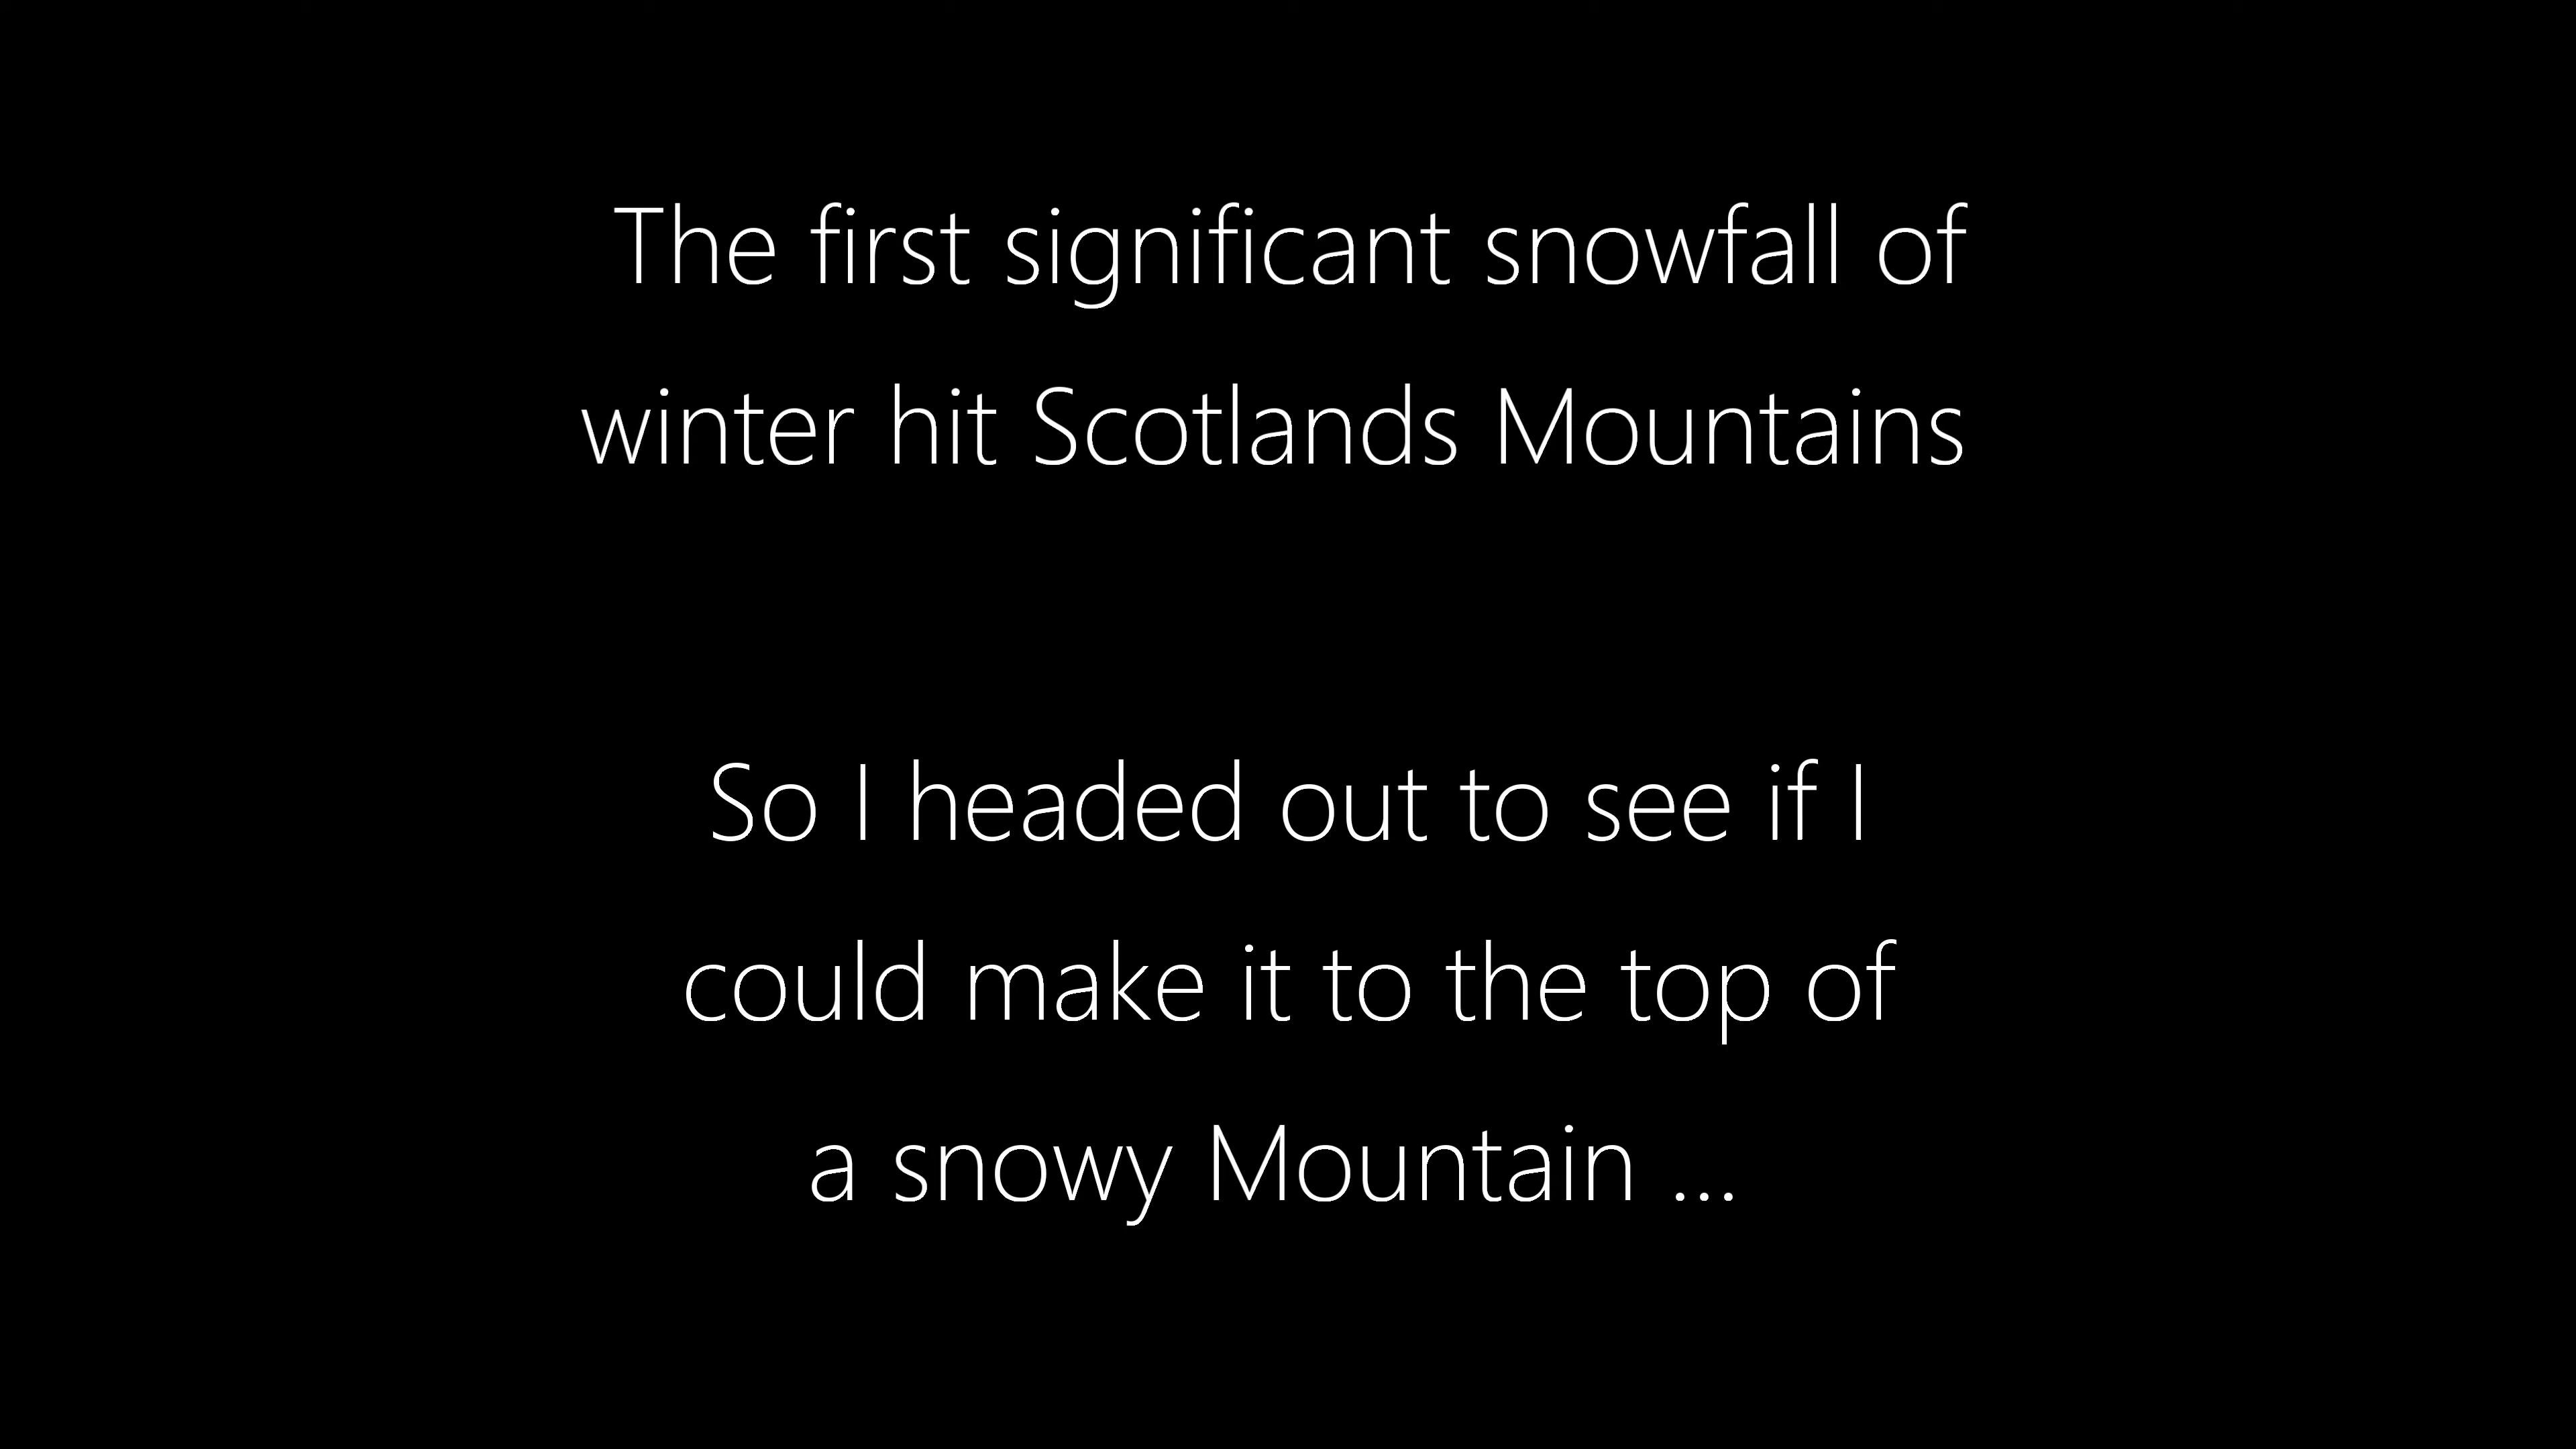 The first significant snowfall of
winter hit Scotlands Mountains
So I headed out to see if I
could make it to the top of
a snowy Mountain ...